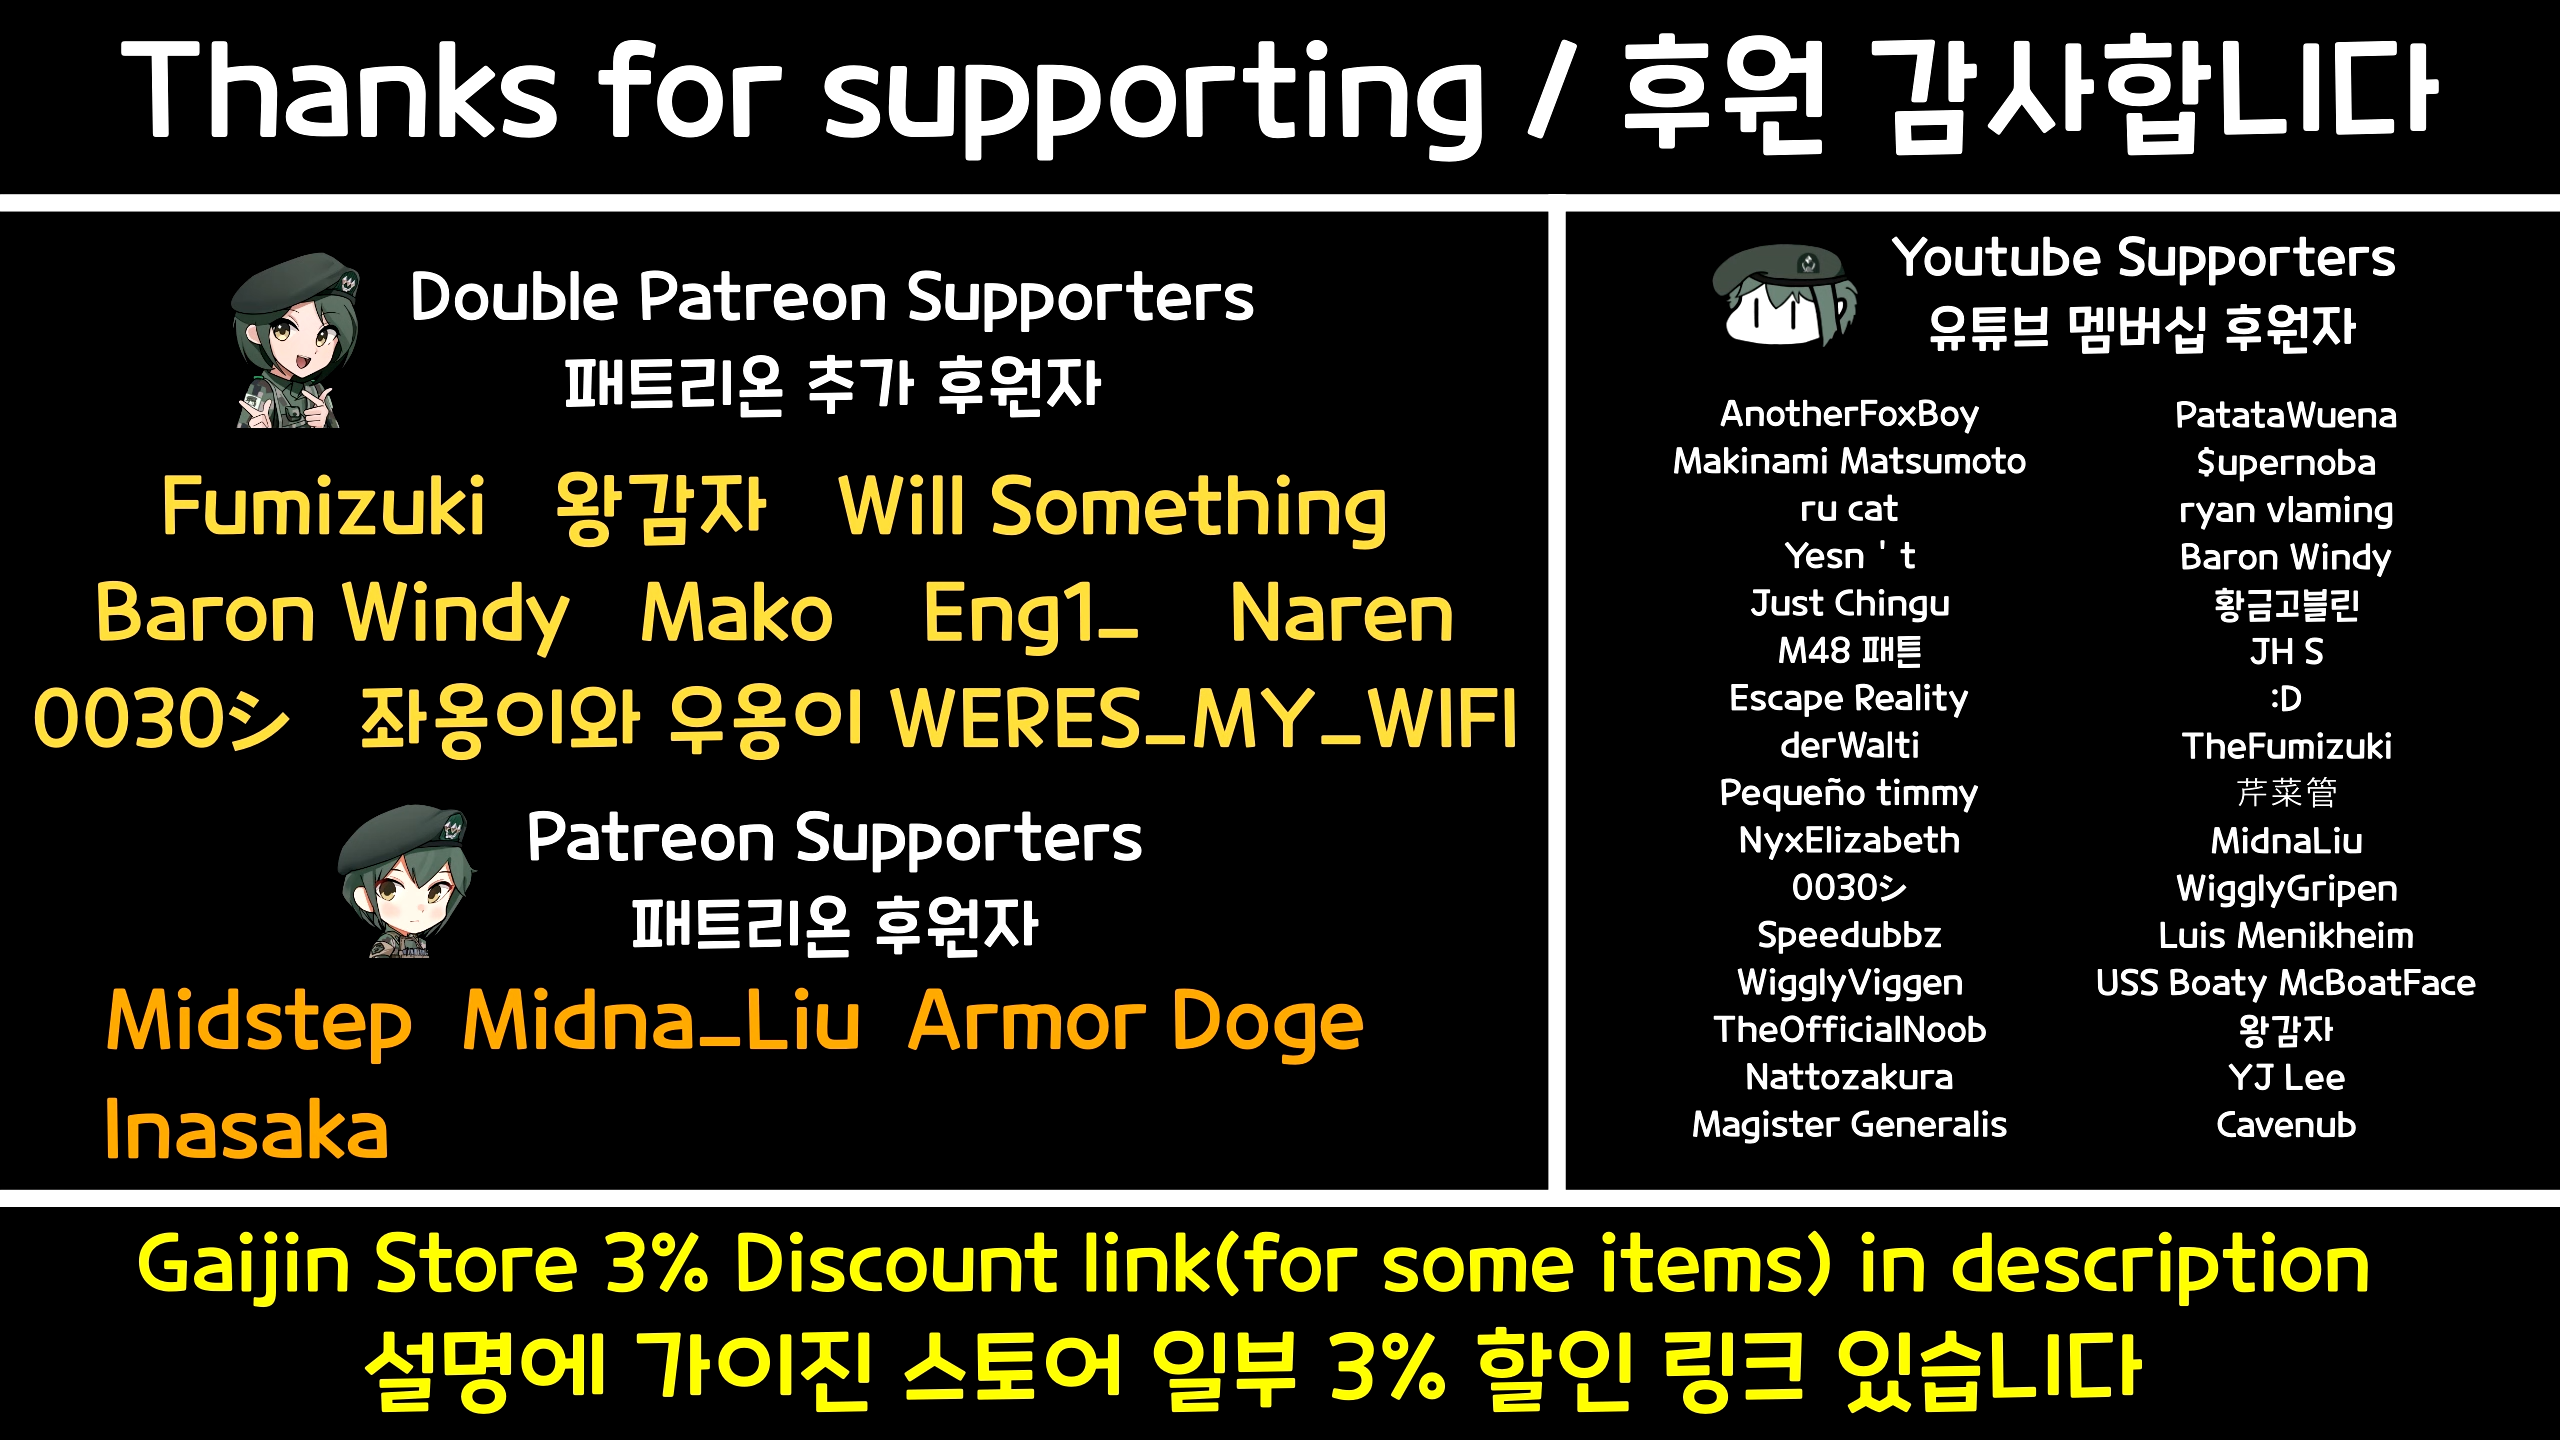 Thanks for supporting / 후원 감사합니다
Double Patreon Supporters
패트리온 추가 후원자
Fumizuki 왕감자 Will Something
Baron Windy Mako Eng1_ Naren
0030シ 좌옹이와 우옹이 WERES_MY_WIFI
Patreon Supporters
패트리온 후원자
Midstep Midna_Liu Armor Doge
Inasaka
Youtube Supporters
유튜브 멤버십 후원자
AnotherFoxBoy
Makinami Matsumoto
ru cat
Yesn ' t
Just Chingu
M48 패튼
Escape Reality
derWalti
Pequeño timmy
NyxElizabeth
0030シ
Speedubbz
WigglyViggen
TheOfficialNoob
Nattozakura
Magister Generalis
PatataWuena
$upernoba
ryan vlaming
Baron Windy
황금고블린
JH S
:D
TheFumizuki
芹菜管
MidnaLiu
WigglyGripen
Luis Menikheim
USS Boaty McBoatFace
왕감자
YJ Lee
Cavenub
Gaijin Store 3% Discount link(for some items) in description
설명에 가이진 스토어 일부 3% 할인 링크 있습니다